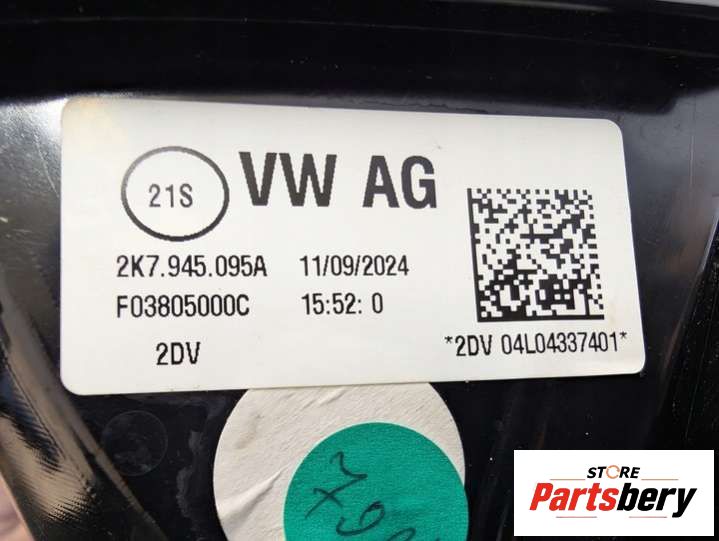 21S VW AG
2K7.945.095A 11/09/2024
F03805000C 15:52: 0
2DV *2DV 04L04337401*
STORE
Partsbery